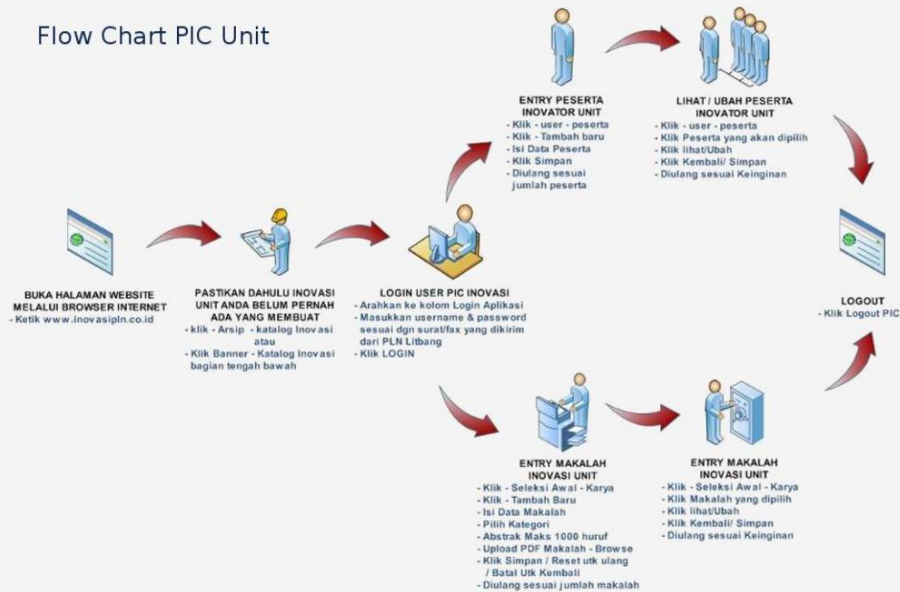 Flow Chart PIC Unit
ENTRY PESERTA
INOVATOR UNIT
- Klik - user - peserta
- Klik - Tambah baru
- Isi Data Peserta
- Klik Simpan
- Diulang sesuai
jumlah peserta
LIHAT / UBAH PESERTA
INOVATOR UNIT
- Klik - user - peserta
- Klik Peserta yang akan dipilih
- Klik lihat/Ubah
- Klik Kembali/ Simpan
- Diulang sesuai Keinginan
BUKA HALAMAN WEBSITE
MELALUI BROWSER INTERNET
- Ketik www.inovasipln.co.id
PASTIKAN DAHULU INOVASI
UNIT ANDA BELUM PERNAH
ADA YANG MEMBUAT
- klik - Arsip - katalog Inovasi
atau
- Klik Banner - Katalog Inovasi
bagian tengah bawah
LOGIN USER PIC INOVASI
- Arahkan ke kolom Login Aplikasi
- Masukkan username & password
sesuai dgn surat/fax yang dikirim
dari PLN Litbang
- Klik LOGIN
LOGOUT
- Klik Logout PIC
ENTRY MAKALAH
INOVASI UNIT
- Klik - Seleksi Awal - Karya
- Klik - Tambah Baru
- Isi Data Makalah
- Pilih Kategori
- Abstrak Maks 1000 huruf
- Upload PDF Makalah - Browse
- Klik Simpan / Reset utk ulang
/ Batal Utk Kembali
- Diulang sesuai jumlah makalah
ENTRY MAKALAH
INOVASI UNIT
- Klik - Seleksi Awal - Karya
- Klik Makalah yang dipilih
- Klik lihat/Ubah
- Klik Kembali/ Simpan
- Diulang sesuai Keinginan